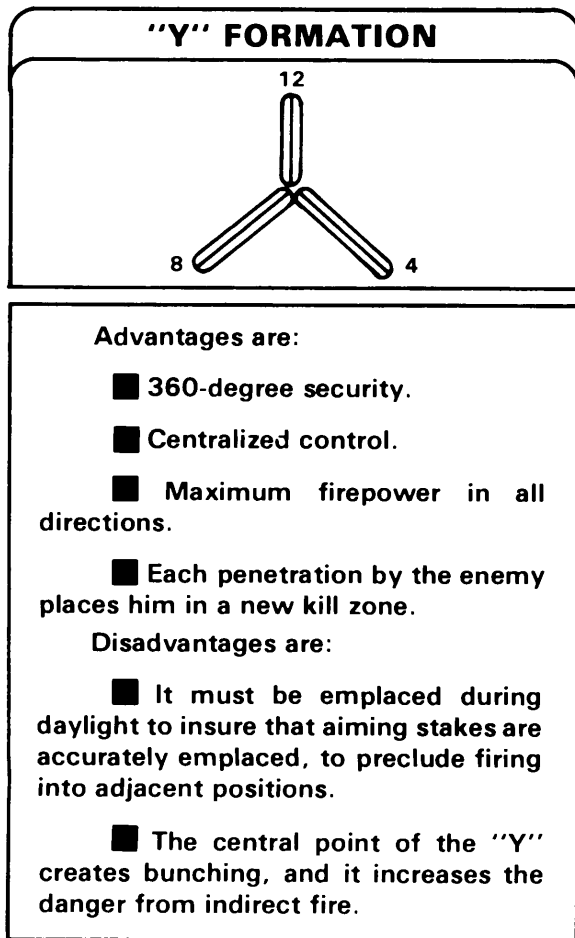 ''Y'' FORMATION
12
8
4
Advantages are:
■ 360-degree security.
■ Centralized control.
■ Maximum firepower in all
directions.
■ Each penetration by the enemy
places him in a new kill zone.
Disadvantages are:
■ It must be emplaced during
daylight to insure that aiming stakes are
accurately emplaced, to preclude firing
into adjacent positions.
■ The central point of the ''Y''
creates bunching, and it increases the
danger from indirect fire.